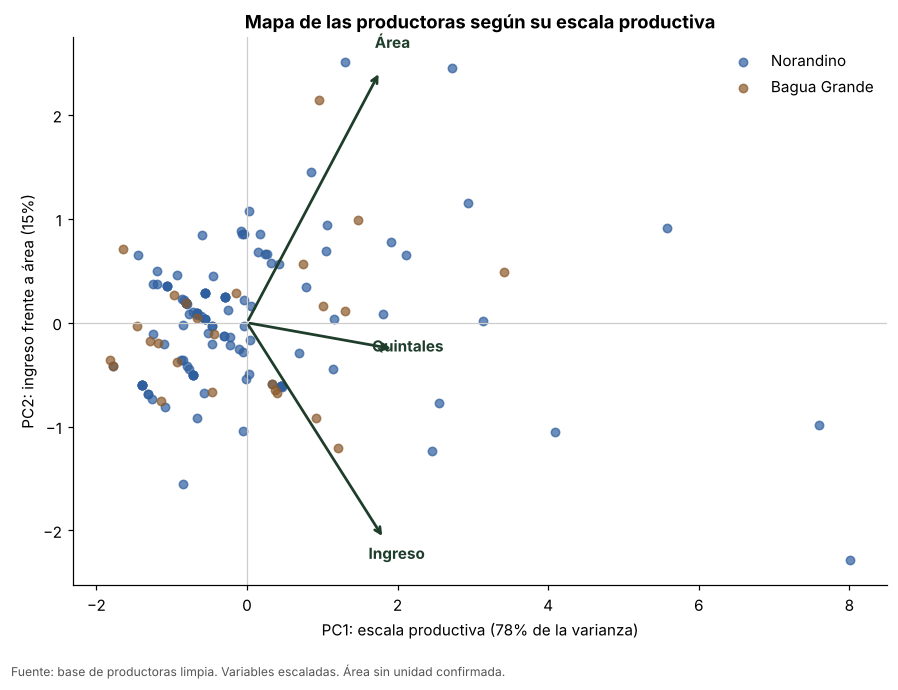 Mapa de las productoras según su escala productiva
Área
Norandino
Bagua Grande
2
1
0
−1
−2
Quintales
Ingreso
PC2: ingreso frente a área (15%)
−2
0
2
4
6
8
PC1: escala productiva (78% de la varianza)
Fuente: base de productoras limpia. Variables escaladas. Área sin unidad confirmada.